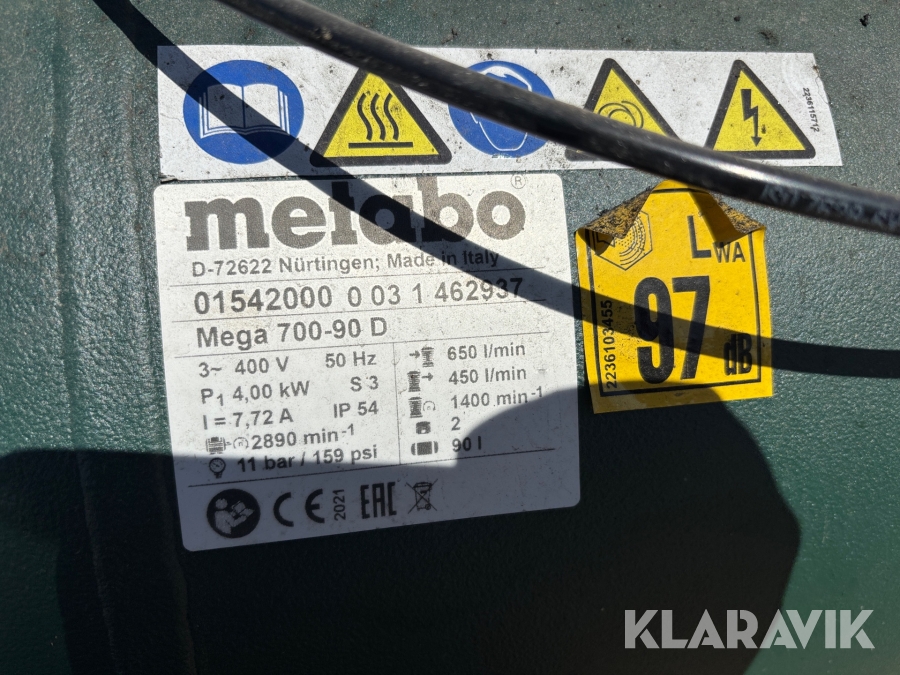 2236115717
metabo®
D-72622 Nürtingen; Made in Italy
01542000 0 03 1 462937
Mega 700-90 D
3~ 400 V 50 Hz
P1 4,00 kW S 3
I = 7,72 A IP 54
2890 min-1
11 bar / 159 psi
650 l/min
450 l/min
1400 min-1
2
90 l
CE 2021 EAC
LWA
97 dB
2236103455
KLARAVIK